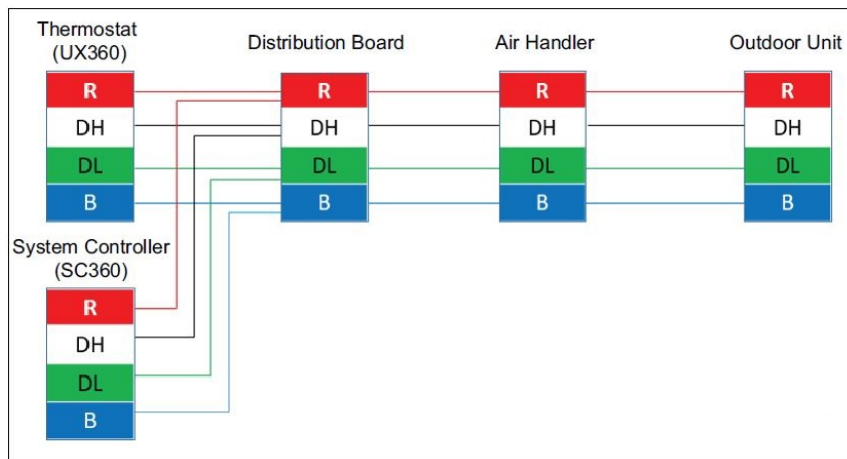 Thermostat
(UX360)
Distribution Board
Air Handler
Outdoor Unit
R
DH
DL
B
R
DH
DL
B
R
DH
DL
B
R
DH
DL
B
System Controller
(SC360)
R
DH
DL
B